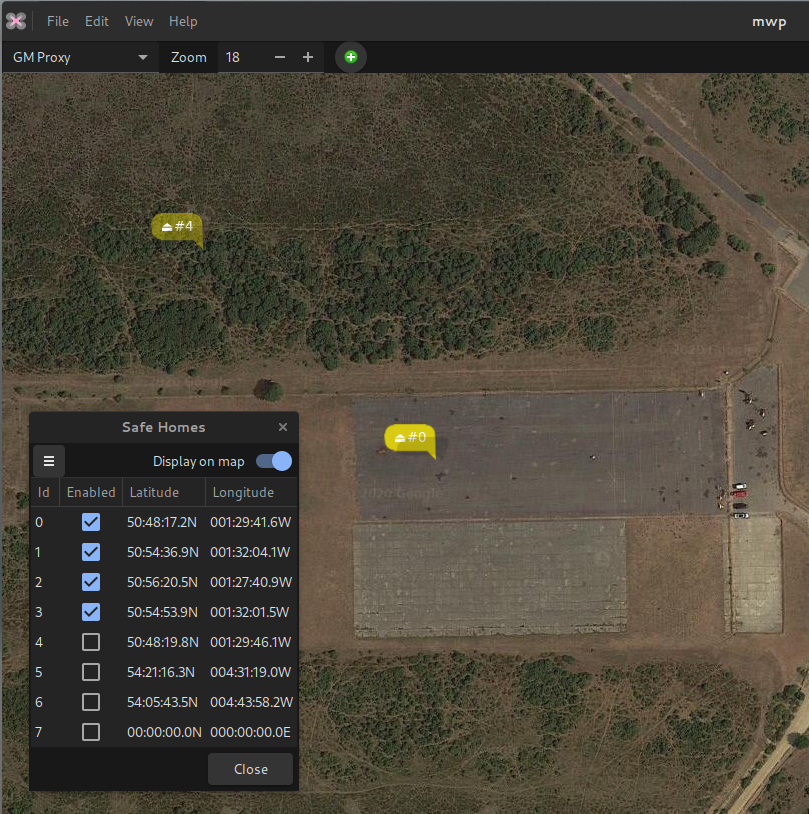 File Edit View Help mwp
GM Proxy Zoom 18 − +
#4
#0
2020 Google
Safe Homes ×
Display on map
Id Enabled Latitude Longitude
0 50:48:17.2N 001:29:41.6W
1 50:54:36.9N 001:32:04.1W
2 50:56:20.5N 001:27:40.9W
3 50:54:53.9N 001:32:01.5W
4 50:48:19.8N 001:29:46.1W
5 54:21:16.3N 004:31:19.0W
6 54:05:43.5N 004:43:58.2W
7 00:00:00.0N 000:00:00.0E
Close